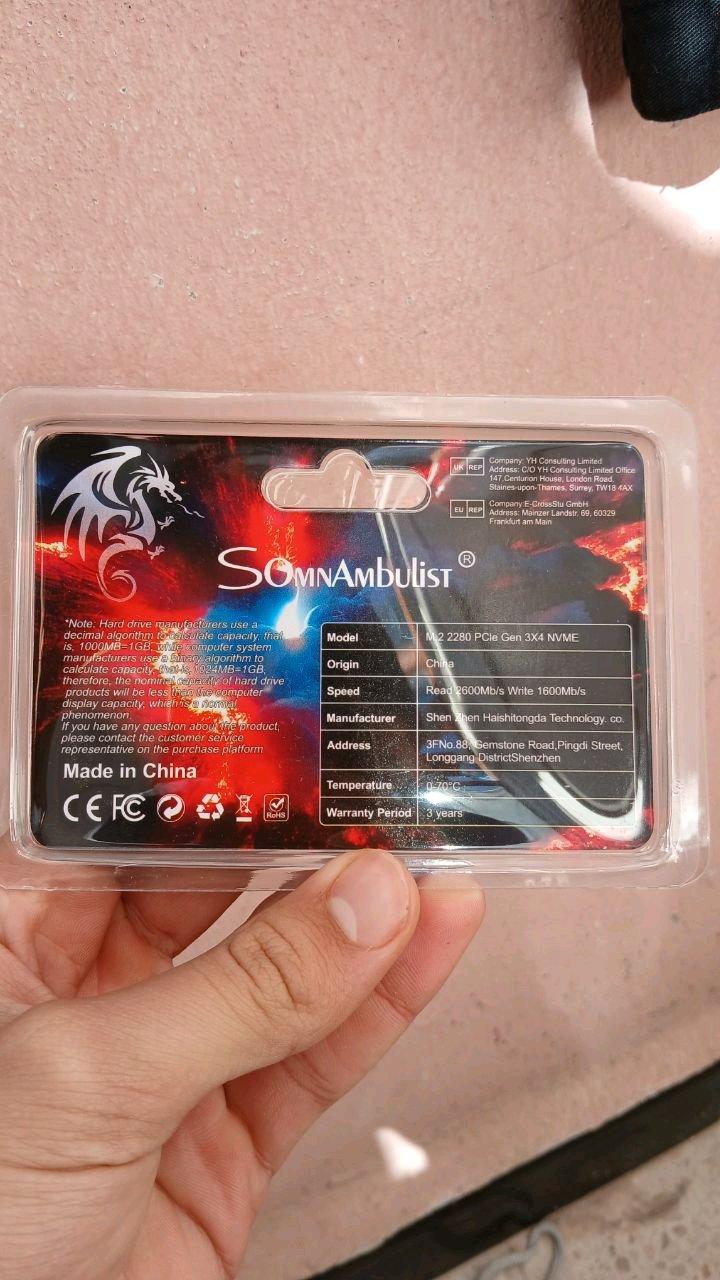 UK REP
Company: YH Consulting Limited
Address: C/O YH Consulting Limited Office
147,Centurion House, London Road,
Staines-upon-Thames, Surrey, TW18 4AX
EU REP
Company:E-CrossStu GmbH
Address: Mainzer Landstr. 69, 60329
Frankfurt am Main
SOMNAMBULIST ®
*Note: Hard drive manufacturers use a
decimal algorithm to calculate capacity, that
is, 1000MB=1GB, while computer system
manufacturers use a binary algorithm to
calculate capacity, that is, 1024MB=1GB,
therefore, the nominal capacity of hard drive
products will be less than the computer
display capacity, which is a normal
phenomenon.
If you have any question about the product,
please contact the customer service
representative on the purchase platform
Made in China
CE FC RoHS
Model M.2 2280 PCIe Gen 3X4 NVME
Origin China
Speed Read 2600Mb/s Write 1600Mb/s
Manufacturer Shen Zhen Haishitongda Technology. co.
Address 3FNo.88, Gemstone Road,Pingdi Street,
Longgang DistrictShenzhen
Temperature 0-70°C
Warranty Period 3 years